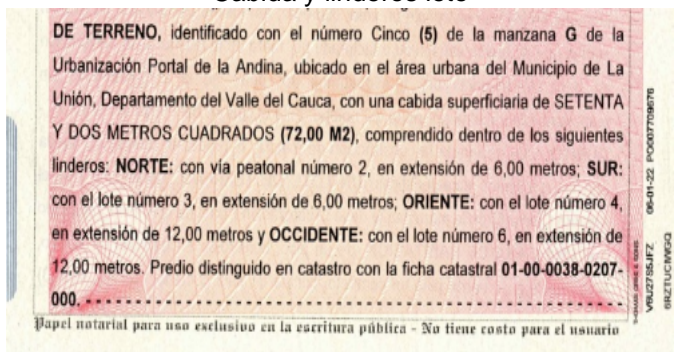 Cabida y linderos lote
DE TERRENO, identificado con el número Cinco (5) de la manzana G de la
Urbanización Portal de la Andina, ubicado en el área urbana del Municipio de La
Unión, Departamento del Valle del Cauca, con una cabida superficiaria de SETENTA
Y DOS METROS CUADRADOS (72,00 M2), comprendido dentro de los siguientes
linderos: NORTE: con vía peatonal número 2, en extensión de 6,00 metros; SUR:
con el lote número 3, en extensión de 6,00 metros; ORIENTE: con el lote número 4,
en extensión de 12,00 metros y OCCIDENTE: con el lote número 6, en extensión de
12,00 metros. Predio distinguido en catastro con la ficha catastral 01-00-0038-0207-
000.
Papel notarial para uso exclusivo en la escritura pública - No tiene costo para el usuario
06-01-22 PO007709676